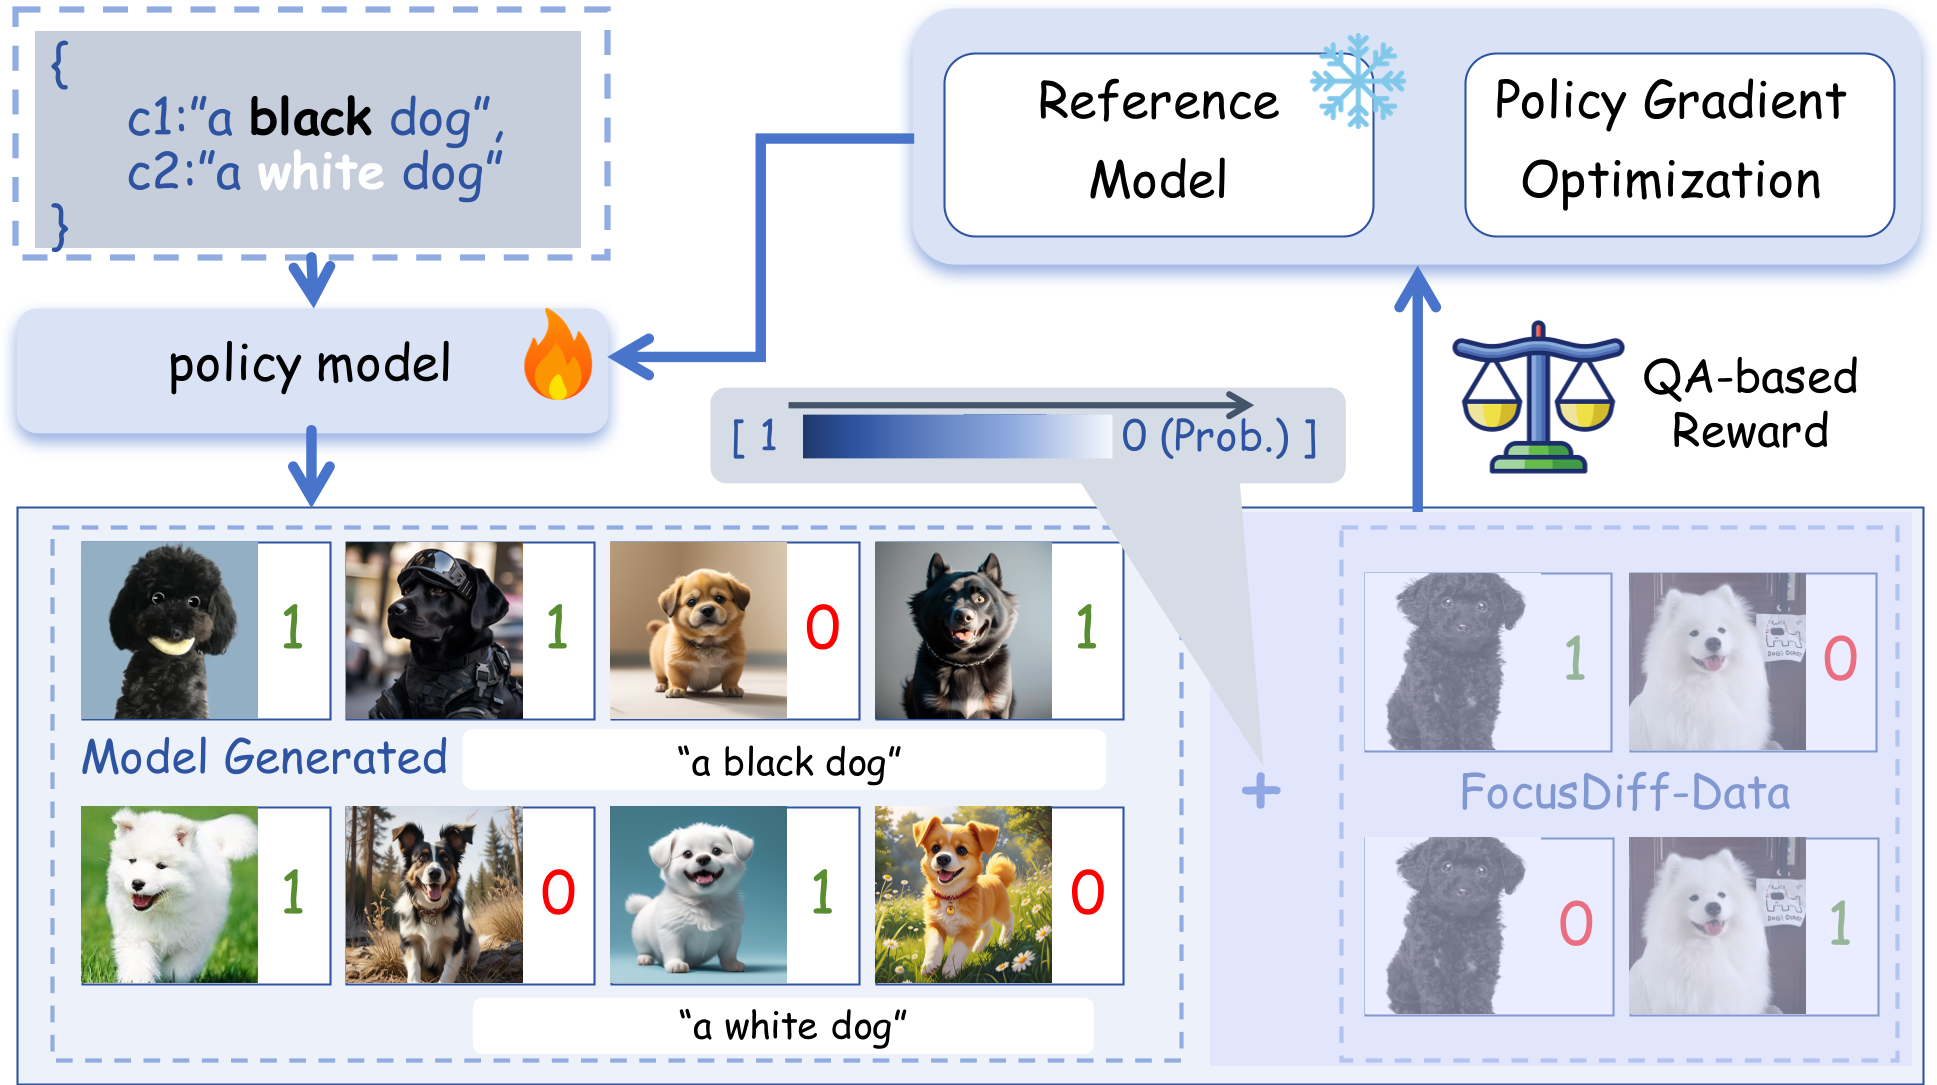 {
c1:"a black dog",
c2:"a white dog"
}
Reference
Model
Policy Gradient
Optimization
policy model
[ 1 0 (Prob.) ]
QA-based
Reward
1 1 0 1
1 0
Model Generated "a black dog"
+ FocusDiff-Data
1 0 1 0
0 1
"a white dog"